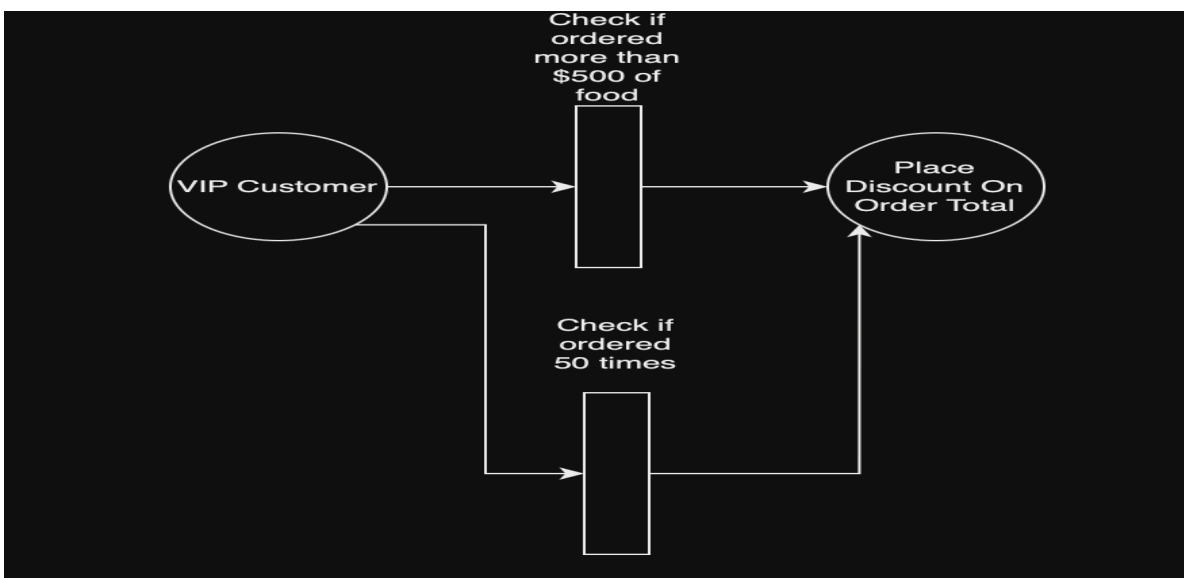 Check if
ordered
more than
$500 of
food
VIP Customer
Place
Discount On
Order Total
Check if
ordered
50 times